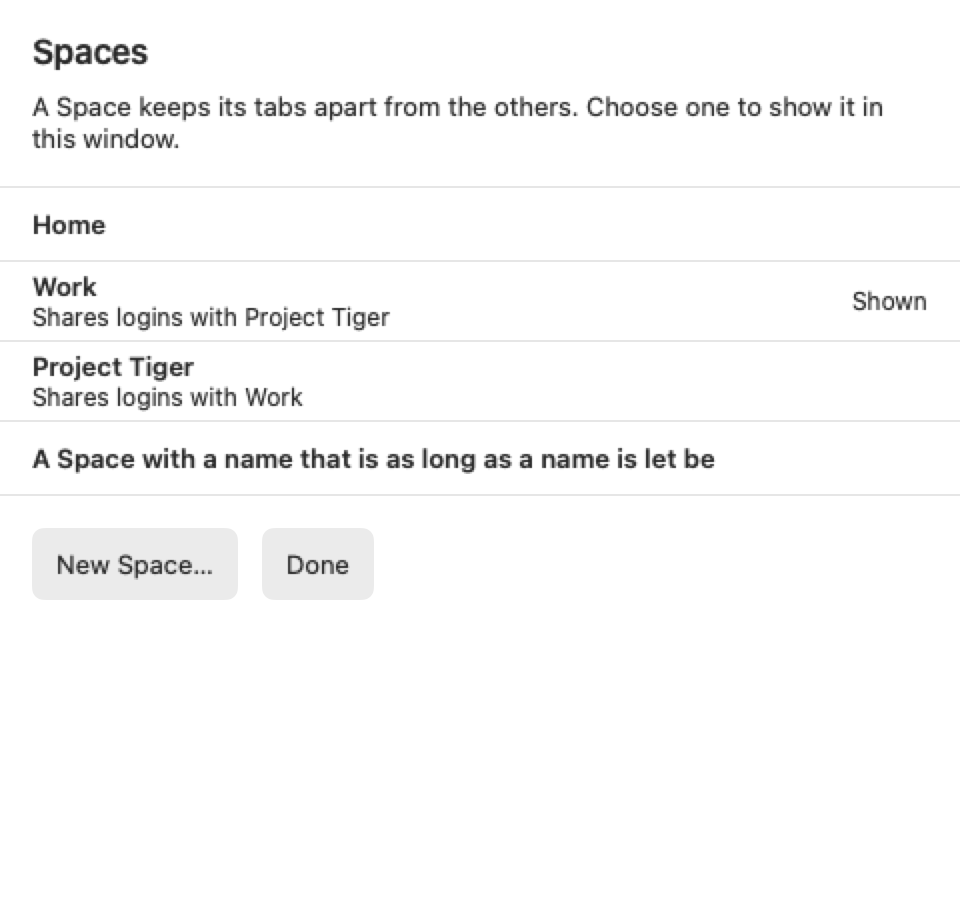 Spaces
A Space keeps its tabs apart from the others. Choose one to show it in
this window.
Home
Work
Shares logins with Project Tiger
Shown
Project Tiger
Shares logins with Work
A Space with a name that is as long as a name is let be
New Space...
Done